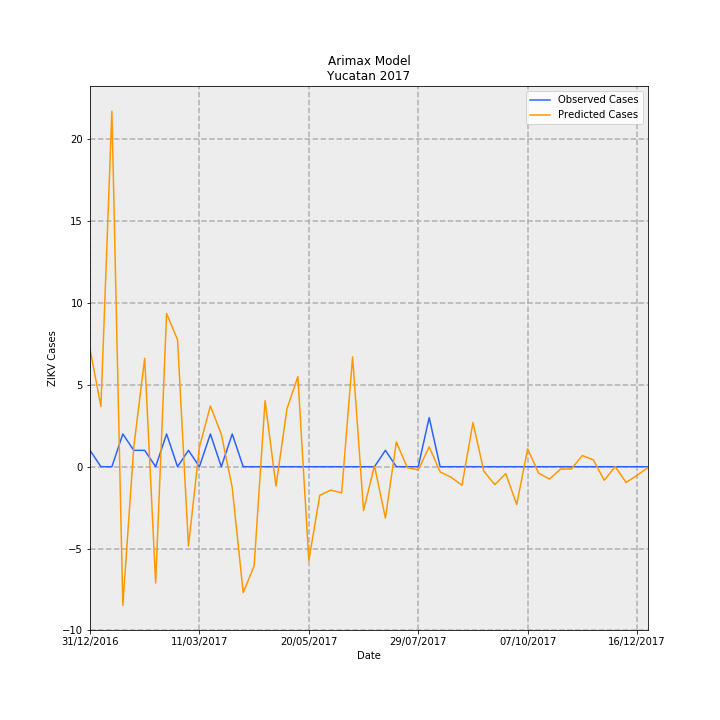 Arimax Model
Yucatan 2017
Observed Cases
Predicted Cases
ZIKV Cases
20
15
10
5
0
−5
−10
31/12/2016
11/03/2017
20/05/2017
29/07/2017
07/10/2017
16/12/2017
Date